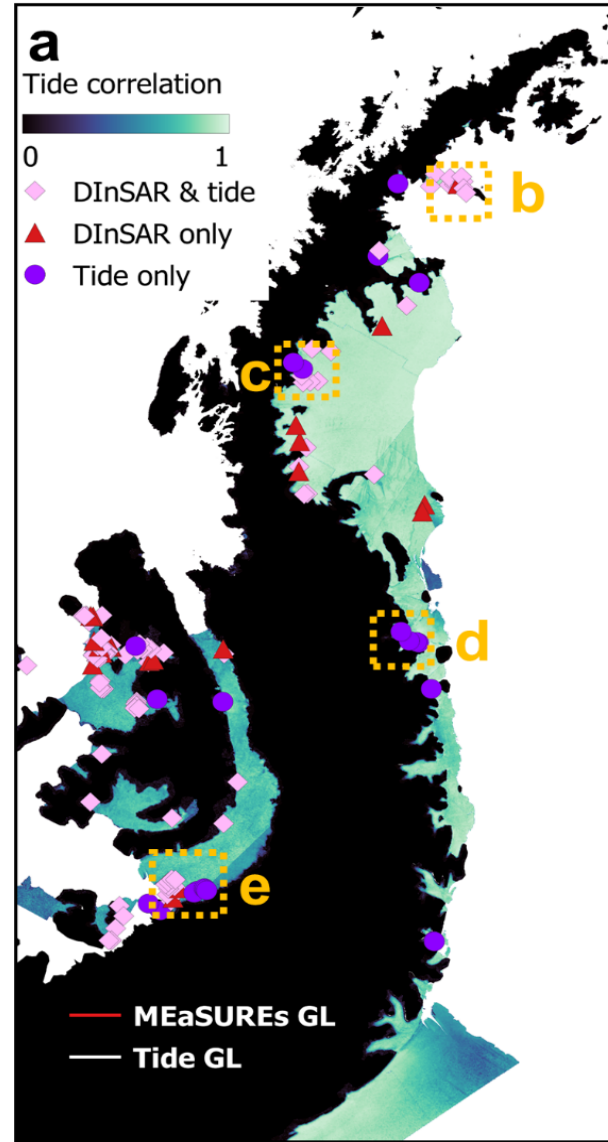 a
Tide correlation
0 1
DInSAR & tide
DInSAR only
Tide only
b
c
d
e
MEaSUREs GL
Tide GL